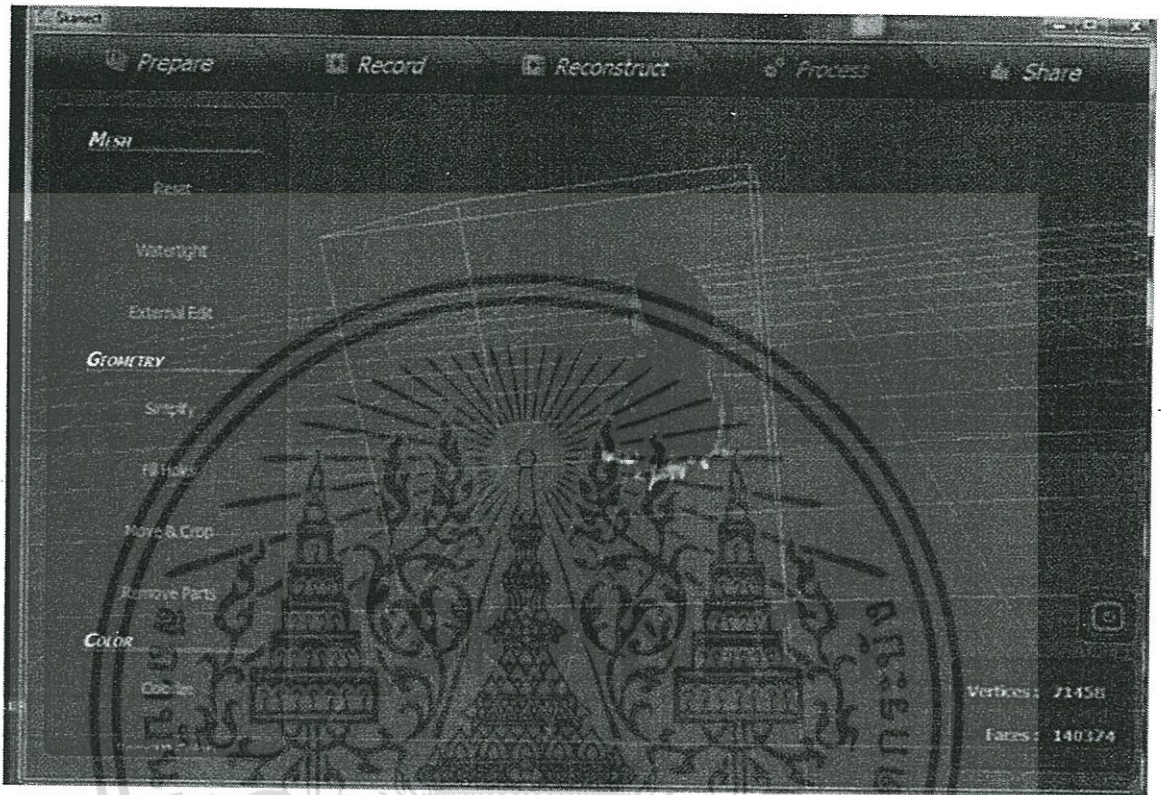 Skanect
Prepare Record Reconstruct Process Share
MESH
Reset
Watertight
External Edit
GEOMETRY
Simplify
Fill Holes
Move & Crop
Remove Parts
COLOR
Colorize
Vertices: 71458
Faces: 140374